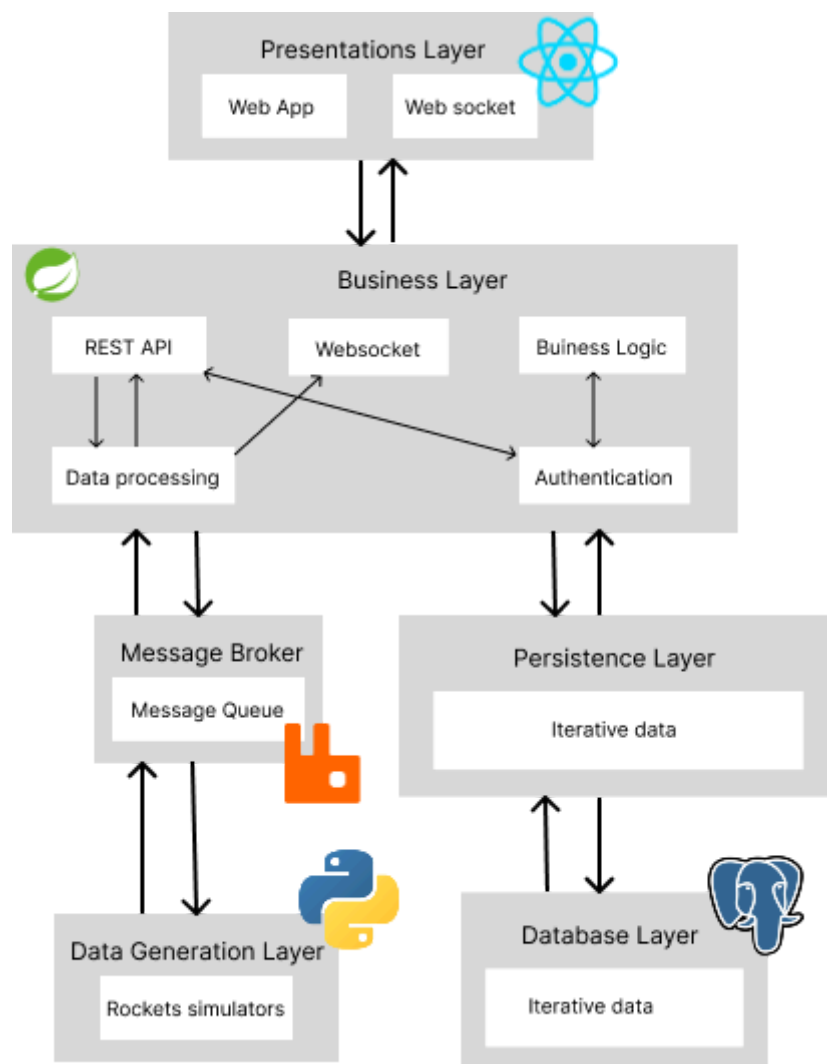 Presentations Layer
Web App
Web socket
Business Layer
REST API
Websocket
Buiness Logic
Data processing
Authentication
Message Broker
Message Queue
Persistence Layer
Iterative data
Data Generation Layer
Rockets simulators
Database Layer
Iterative data